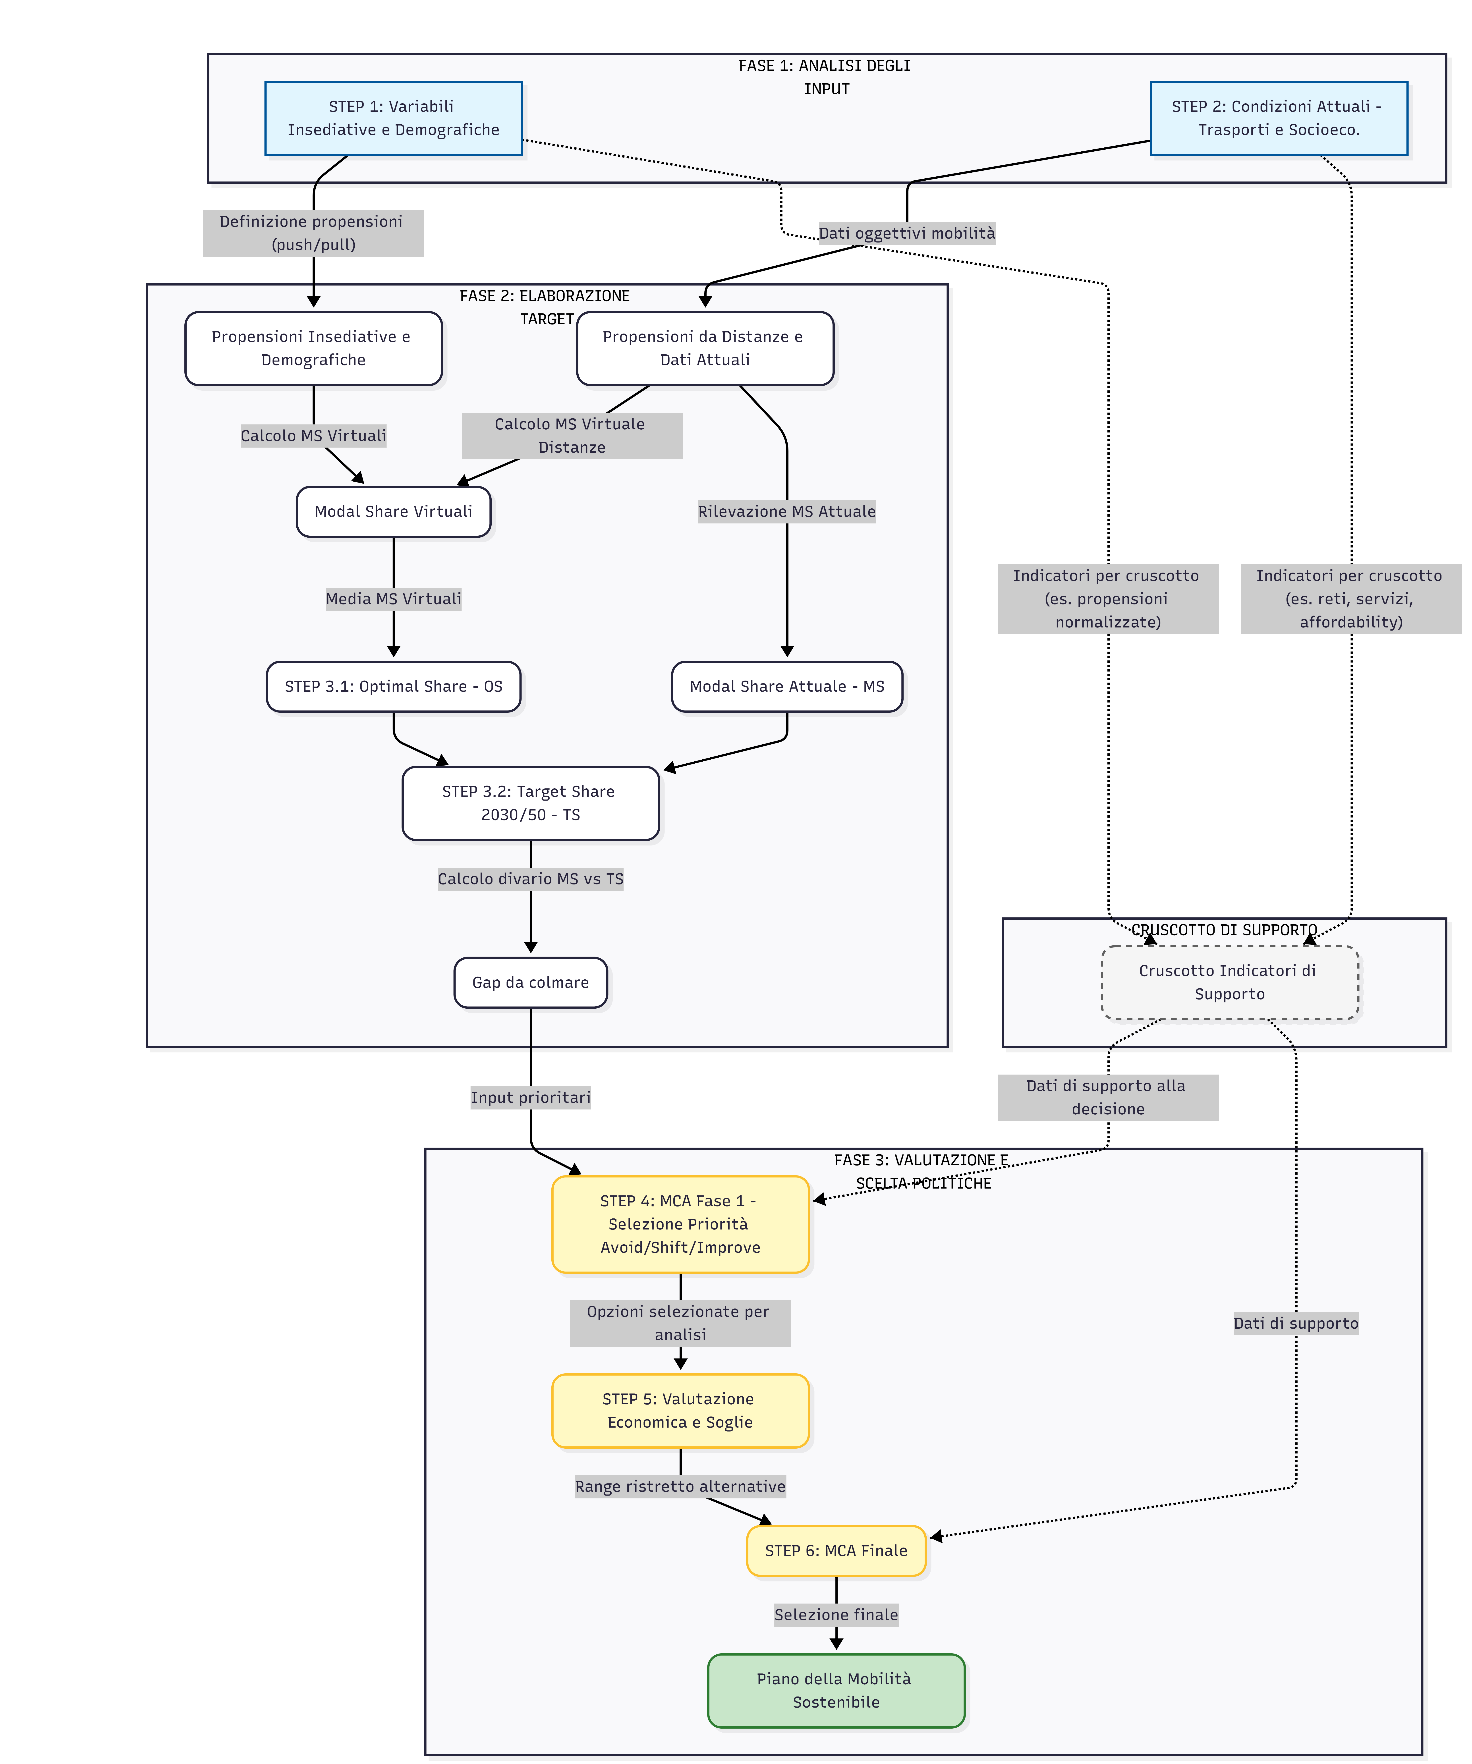 FASE 1: ANALISI DEGLI
INPUT
STEP 1: Variabili
Insediative e Demografiche
STEP 2: Condizioni Attuali -
Trasporti e Socioeco.
Definizione propensioni
(push/pull)
Dati oggettivi mobilità
FASE 2: ELABORAZIONE
TARGET
Propensioni Insediative e
Demografiche
Propensioni da Distanze e
Dati Attuali
Calcolo MS Virtuali
Calcolo MS Virtuale
Distanze
Modal Share Virtuali
Rilevazione MS Attuale
Media MS Virtuali
Indicatori per cruscotto
(es. propensioni
normalizzate)
Indicatori per cruscotto
(es. reti, servizi,
affordability)
STEP 3.1: Optimal Share - OS
Modal Share Attuale - MS
STEP 3.2: Target Share
2030/50 - TS
Calcolo divario MS vs TS
Gap da colmare
CRUSCOTTO DI SUPPORTO
Cruscotto Indicatori di
Supporto
Input prioritari
Dati di supporto alla
decisione
FASE 3: VALUTAZIONE E
SCELTA POLITICHE
STEP 4: MCA Fase 1 -
Selezione Priorità
Avoid/Shift/Improve
Opzioni selezionate per
analisi
Dati di supporto
STEP 5: Valutazione
Economica e Soglie
Range ristretto alternative
STEP 6: MCA Finale
Selezione finale
Piano della Mobilità
Sostenibile